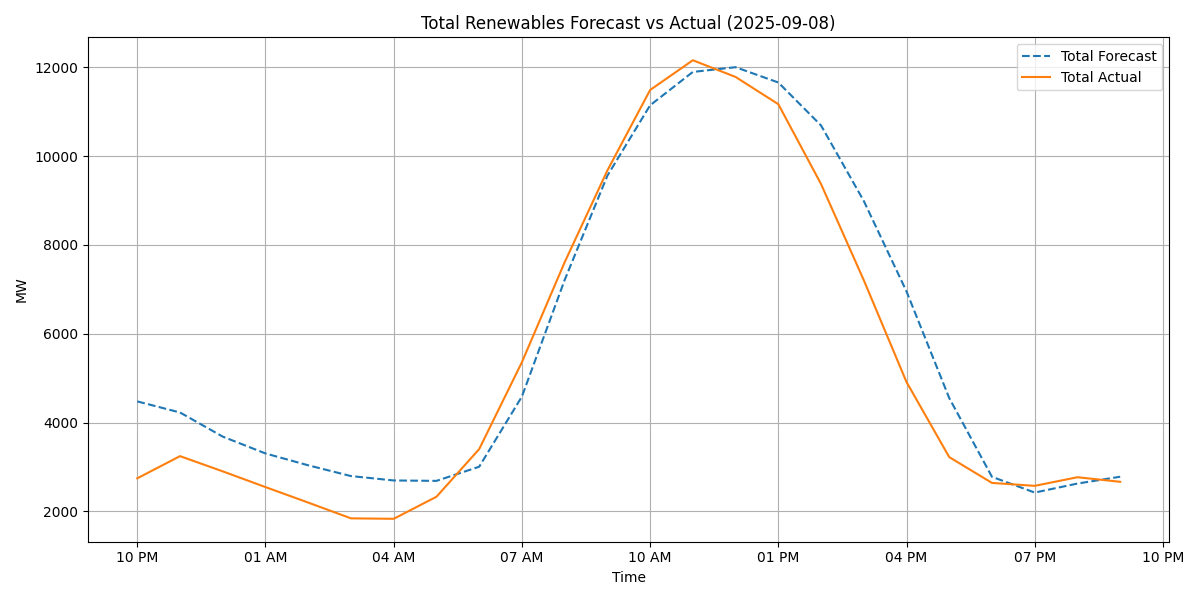 Total Renewables Forecast vs Actual (2025-09-08)
Total Forecast
Total Actual
12000
10000
8000
6000
4000
2000
MW
10 PM 01 AM 04 AM 07 AM 10 AM 01 PM 04 PM 07 PM 10 PM
Time